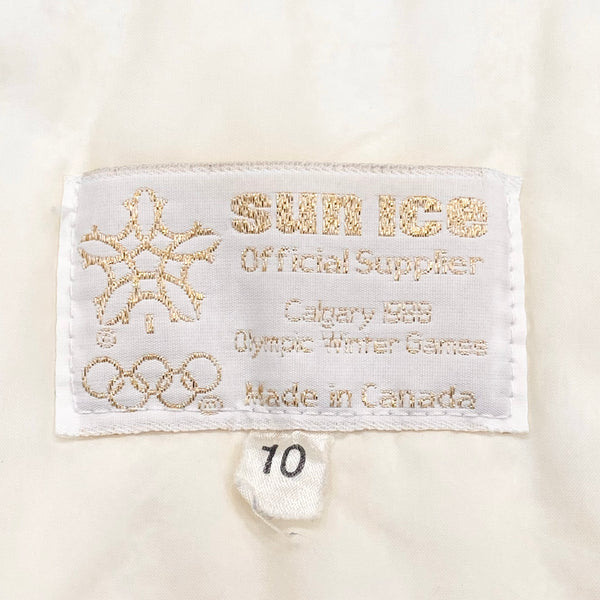 sun ice
Official Supplier
Calgary 1988
Olympic Winter Games
®
®
Made in Canada
10